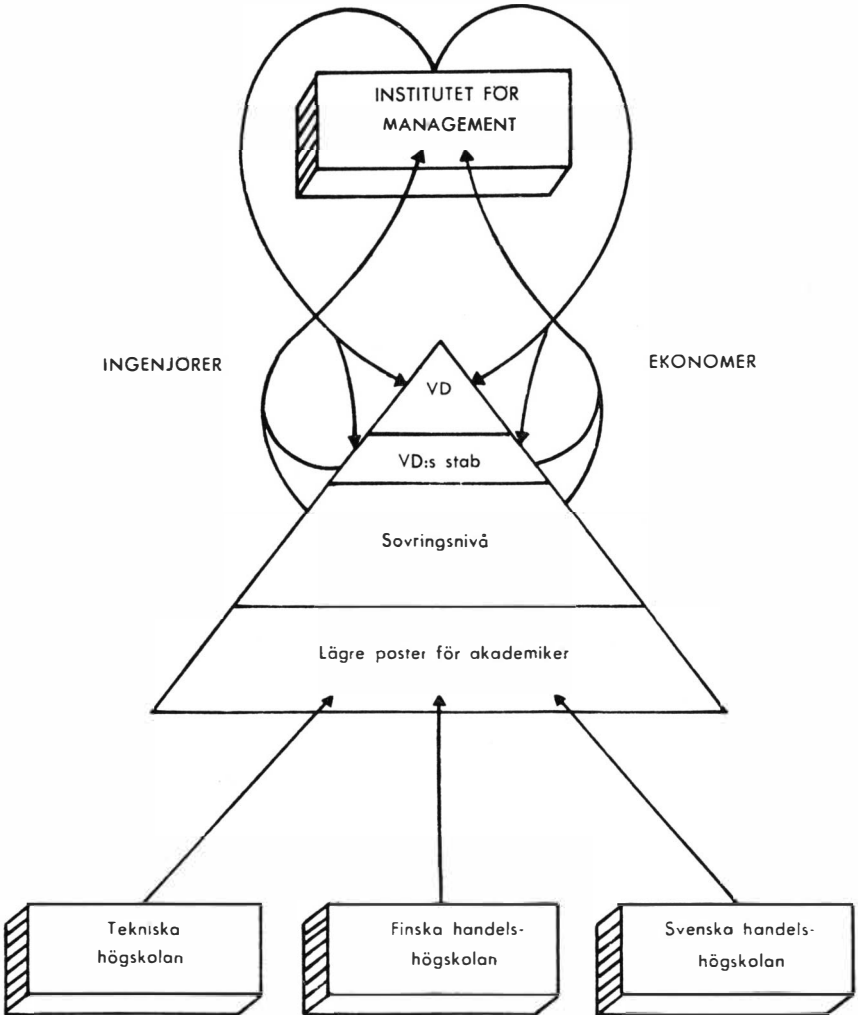 INSTITUTET FÖR
MANAGEMENT
INGENJÖRER
EKONOMER
VD
VD:s stab
Sovringsnivå
Lägre poster för akademiker
Tekniska
högskolan
Finska handels-
högskolan
Svenska handels-
högskolan